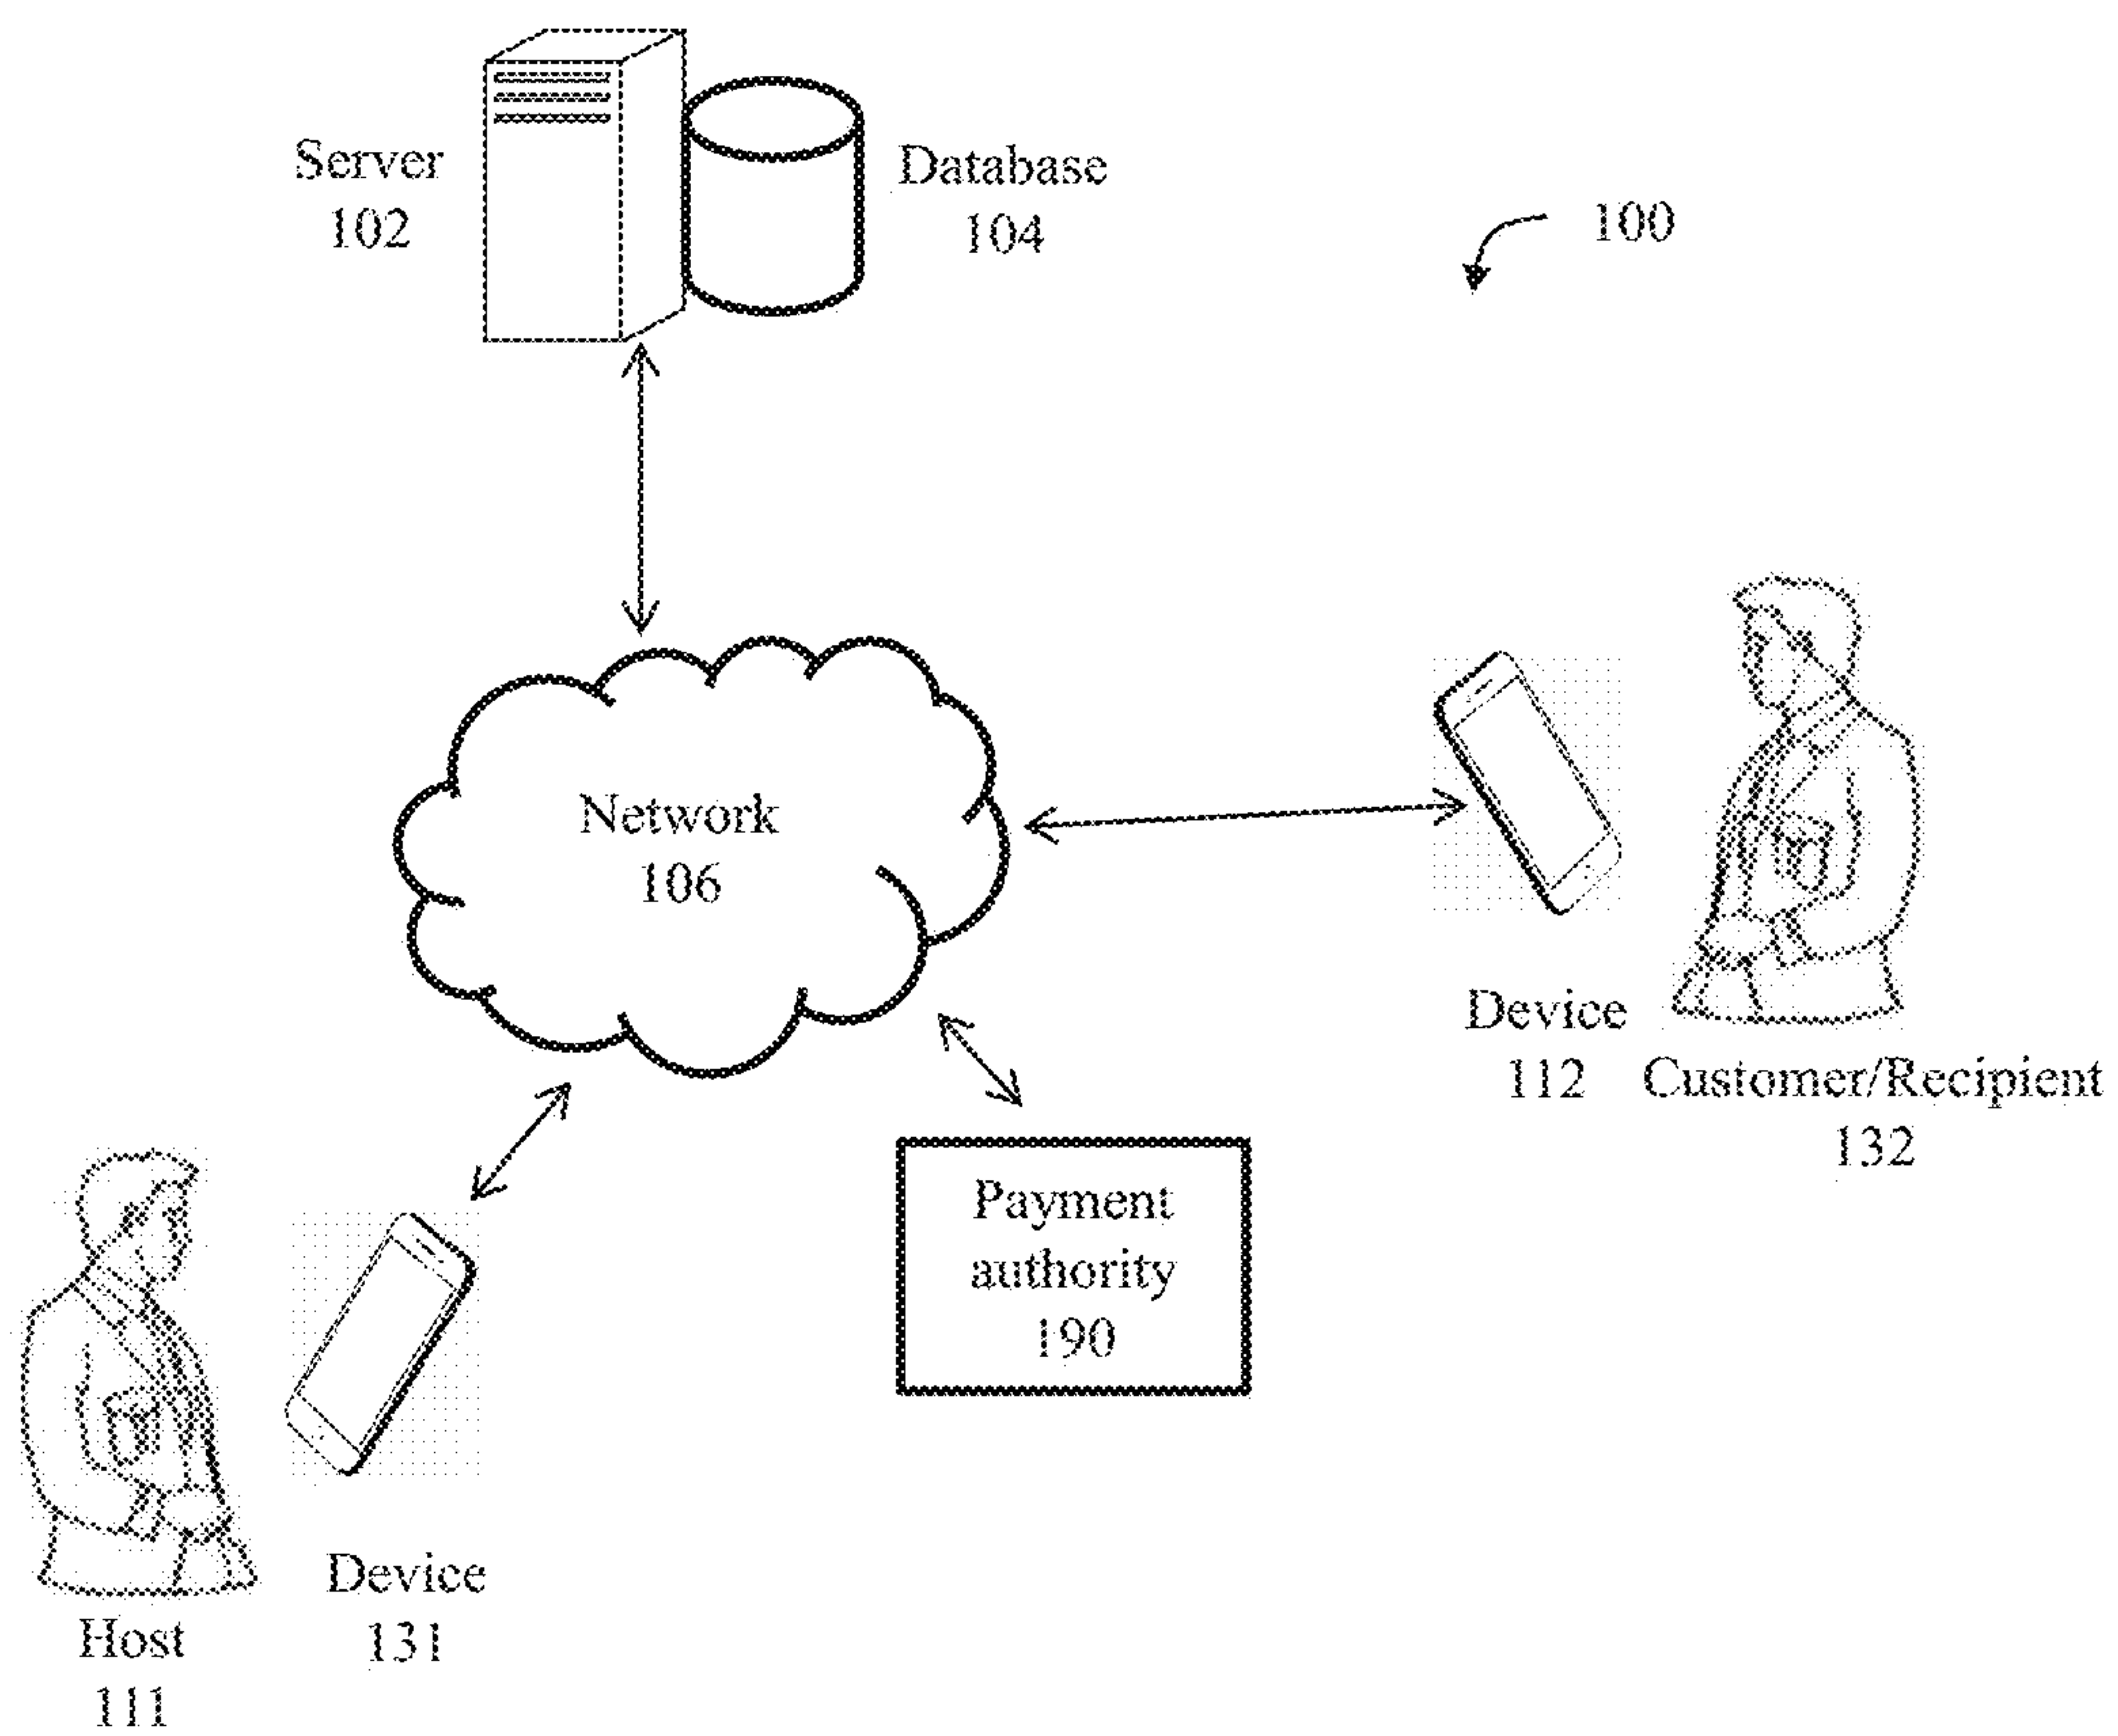 Server
102
Database
104
100
Network
106
Device
112
Customer/Recipient
132
Payment
authority
190
Device
131
Host
111